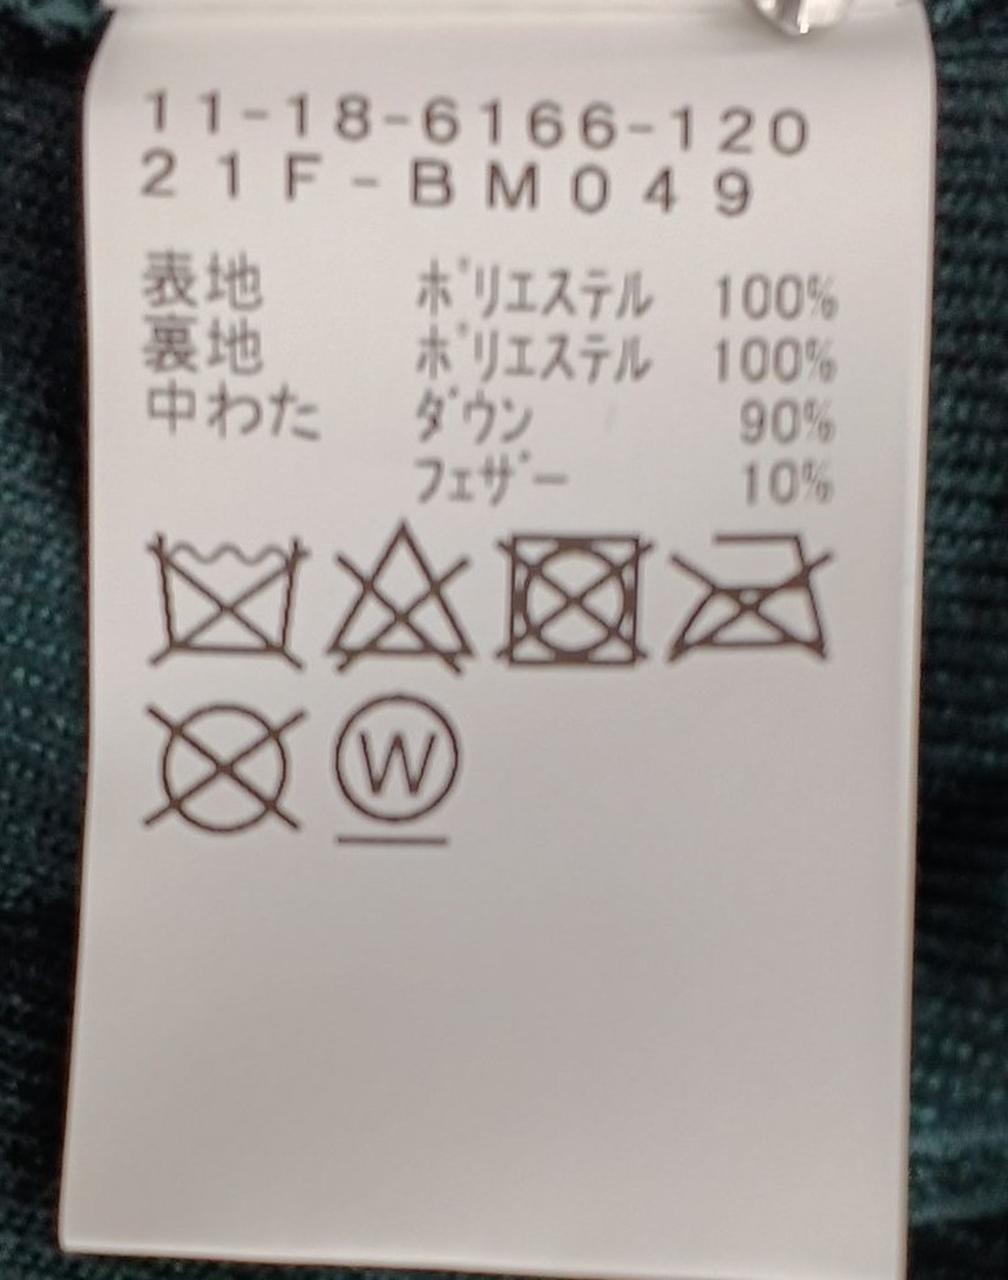 11-18-6166-120
21F-BM049
表地 ポリエステル 100%
裏地 ポリエステル 100%
中わた ダウン 90%
フェザー 10%
W